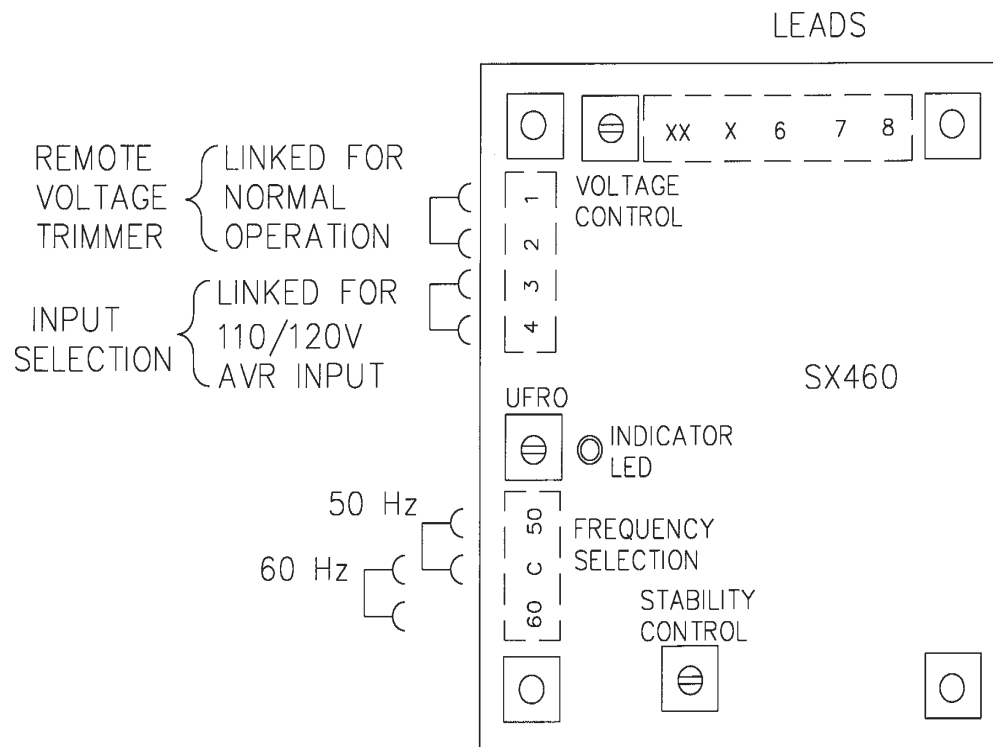 LEADS
XX X 6 7 8
VOLTAGE
CONTROL
REMOTE
VOLTAGE
TRIMMER
LINKED FOR
NORMAL
OPERATION
1
2
3
4
INPUT
SELECTION
LINKED FOR
110/120V
AVR INPUT
SX460
UFRO
INDICATOR
LED
50 Hz
60 Hz
50
C
60
FREQUENCY
SELECTION
STABILITY
CONTROL